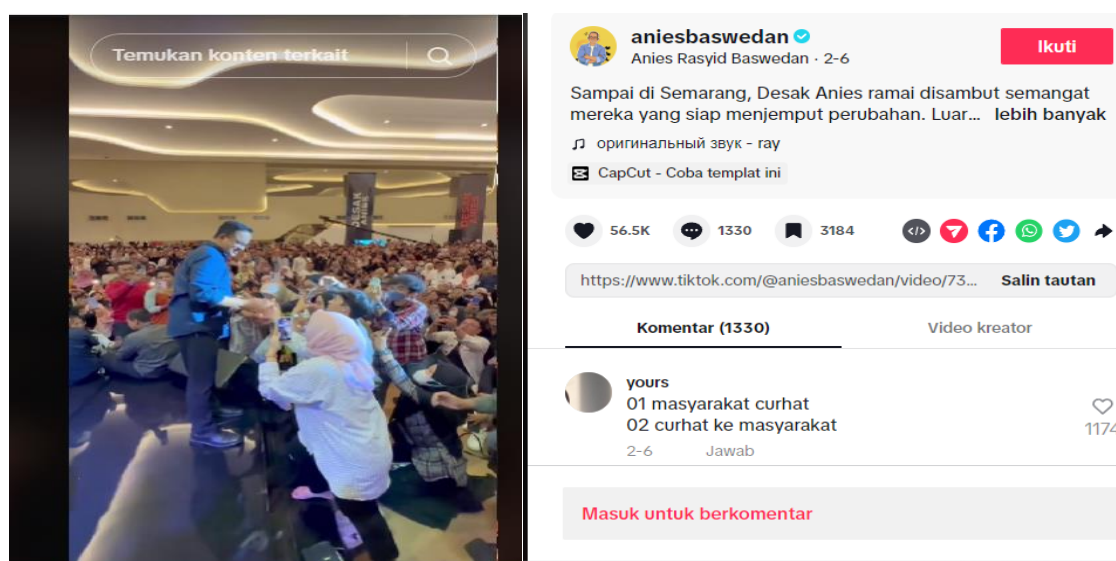 Temukan konten terkait
DESAK
ANIES
aniesbaswedan
Anies Rasyid Baswedan · 2-6
Ikuti
Sampai di Semarang, Desak Anies ramai disambut semangat
mereka yang siap menjemput perubahan. Luar... lebih banyak
оригинальный звук - ray
CapCut - Coba templat ini
56.5K 1330 3184
https://www.tiktok.com/@aniesbaswedan/video/73... Salin tautan
Komentar (1330) Video kreator
yours
01 masyarakat curhat
02 curhat ke masyarakat
1174
2-6 Jawab
Masuk untuk berkomentar